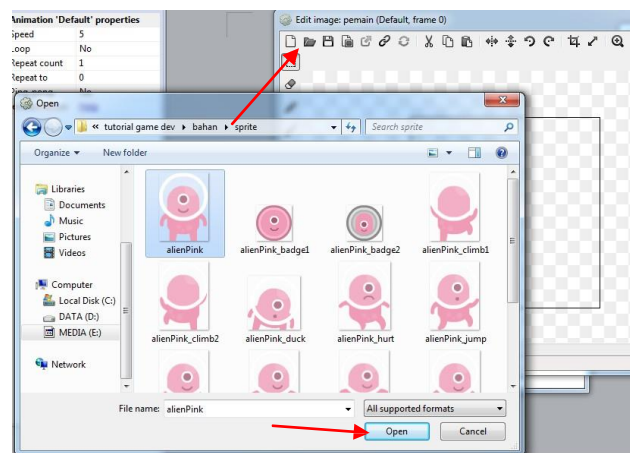 Animation 'Default' properties
Speed 5
Loop No
Repeat count 1
Repeat to 0
Ping-pong No
Edit image: pemain (Default, frame 0)
Open
« tutorial game dev bahan sprite
Search sprite
Organize
New folder
Libraries
Documents
Music
Pictures
Videos
Computer
Local Disk (C:)
DATA (D:)
MEDIA (E:)
Network
alienPink
alienPink_badge1
alienPink_badge2
alienPink_climb1
alienPink_climb2
alienPink_duck
alienPink_hurt
alienPink_jump
File name: alienPink
All supported formats
Open
Cancel